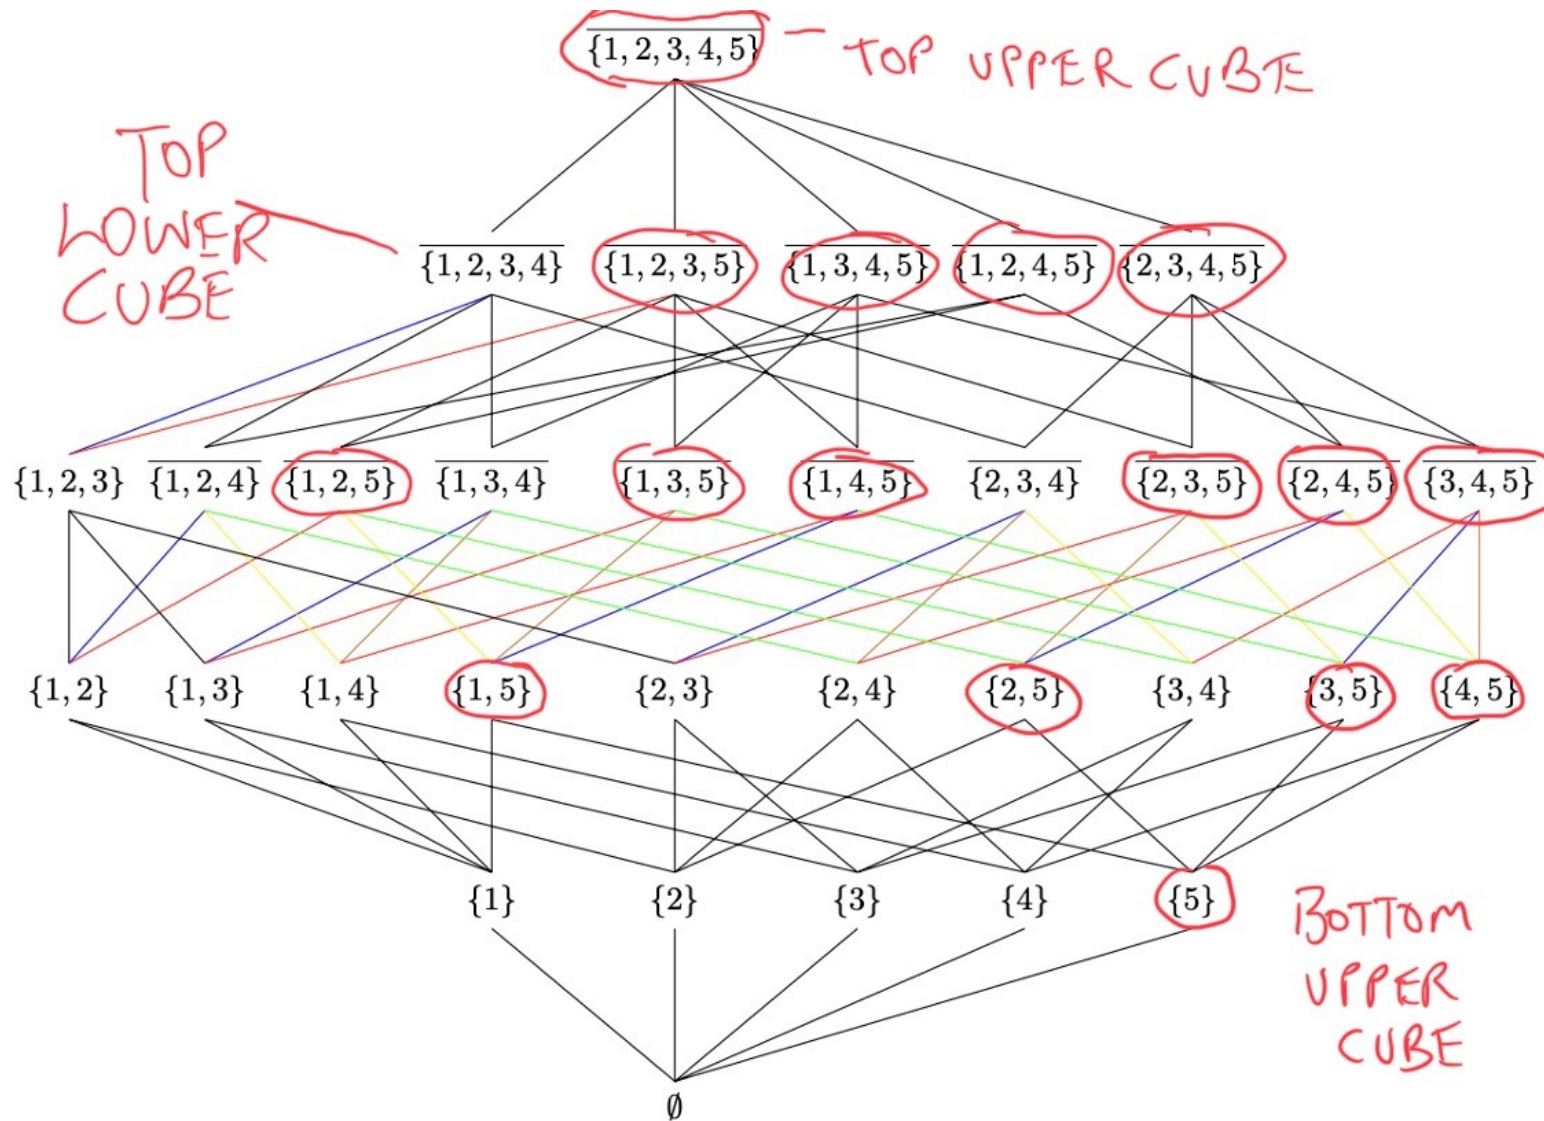 {1, 2, 3, 4, 5} — TOP UPPER CUBE
TOP
LOWER
CUBE
{1, 2, 3, 4} {1, 2, 3, 5} {1, 3, 4, 5} {1, 2, 4, 5} {2, 3, 4, 5}
{1, 2, 3} {1, 2, 4} {1, 2, 5} {1, 3, 4} {1, 3, 5} {1, 4, 5} {2, 3, 4} {2, 3, 5} {2, 4, 5} {3, 4, 5}
{1, 2} {1, 3} {1, 4} {1, 5} {2, 3} {2, 4} {2, 5} {3, 4} {3, 5} {4, 5}
{1} {2} {3} {4} {5}
BOTTOM
UPPER
CUBE
∅